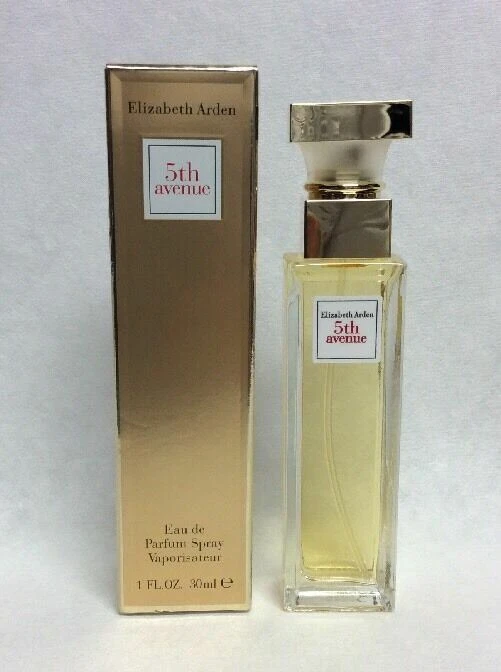 Elizabeth Arden
5th
avenue
Eau de
Parfum Spray
Vaporisateur
1 FL.OZ. 30ml ℮
Elizabeth Arden
5th
avenue